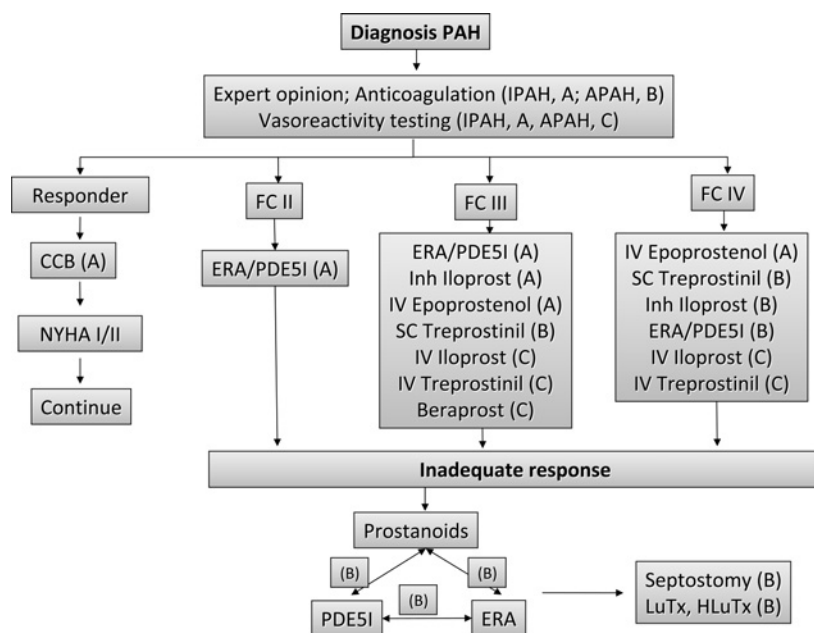 Diagnosis PAH
Expert opinion; Anticoagulation (IPAH, A; APAH, B)
Vasoreactivity testing (IPAH, A, APAH, C)
Responder
CCB (A)
NYHA I/II
Continue
FC II
ERA/PDE5I (A)
FC III
ERA/PDE5I (A)
Inh Iloprost (A)
IV Epoprostenol (A)
SC Treprostinil (B)
IV Iloprost (C)
IV Treprostinil (C)
Beraprost (C)
FC IV
IV Epoprostenol (A)
SC Treprostinil (B)
Inh Iloprost (B)
ERA/PDE5I (B)
IV Iloprost (C)
IV Treprostinil (C)
Inadequate response
Prostanoids
(B)
(B)
(B)
PDE5I
ERA
Septostomy (B)
LuTx, HLuTx (B)